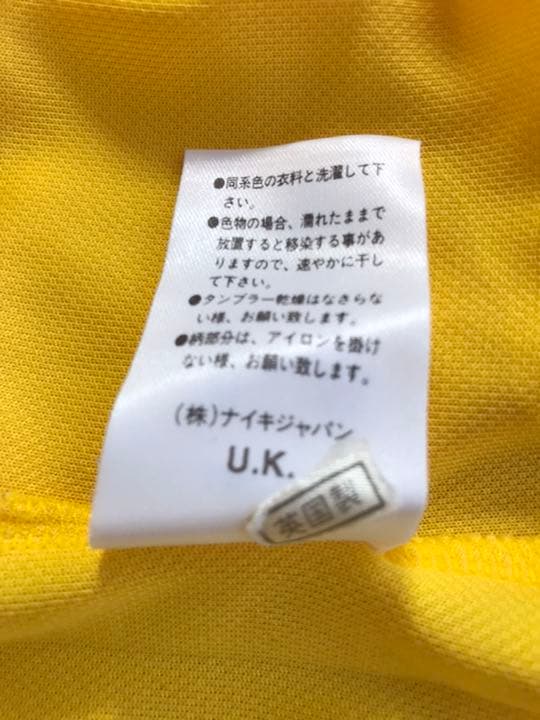 ●同系色の衣料と洗濯して下
さい。
●色物の場合、濡れたままで
放置すると移染する事があ
りますので、速やかに干し
て下さい。
●タンブラー乾燥はなさらな
い様、お願い致します。
●柄部分は、アイロンを掛け
ない様、お願い致します。
(株)ナイキジャパン
U.K.
英国製